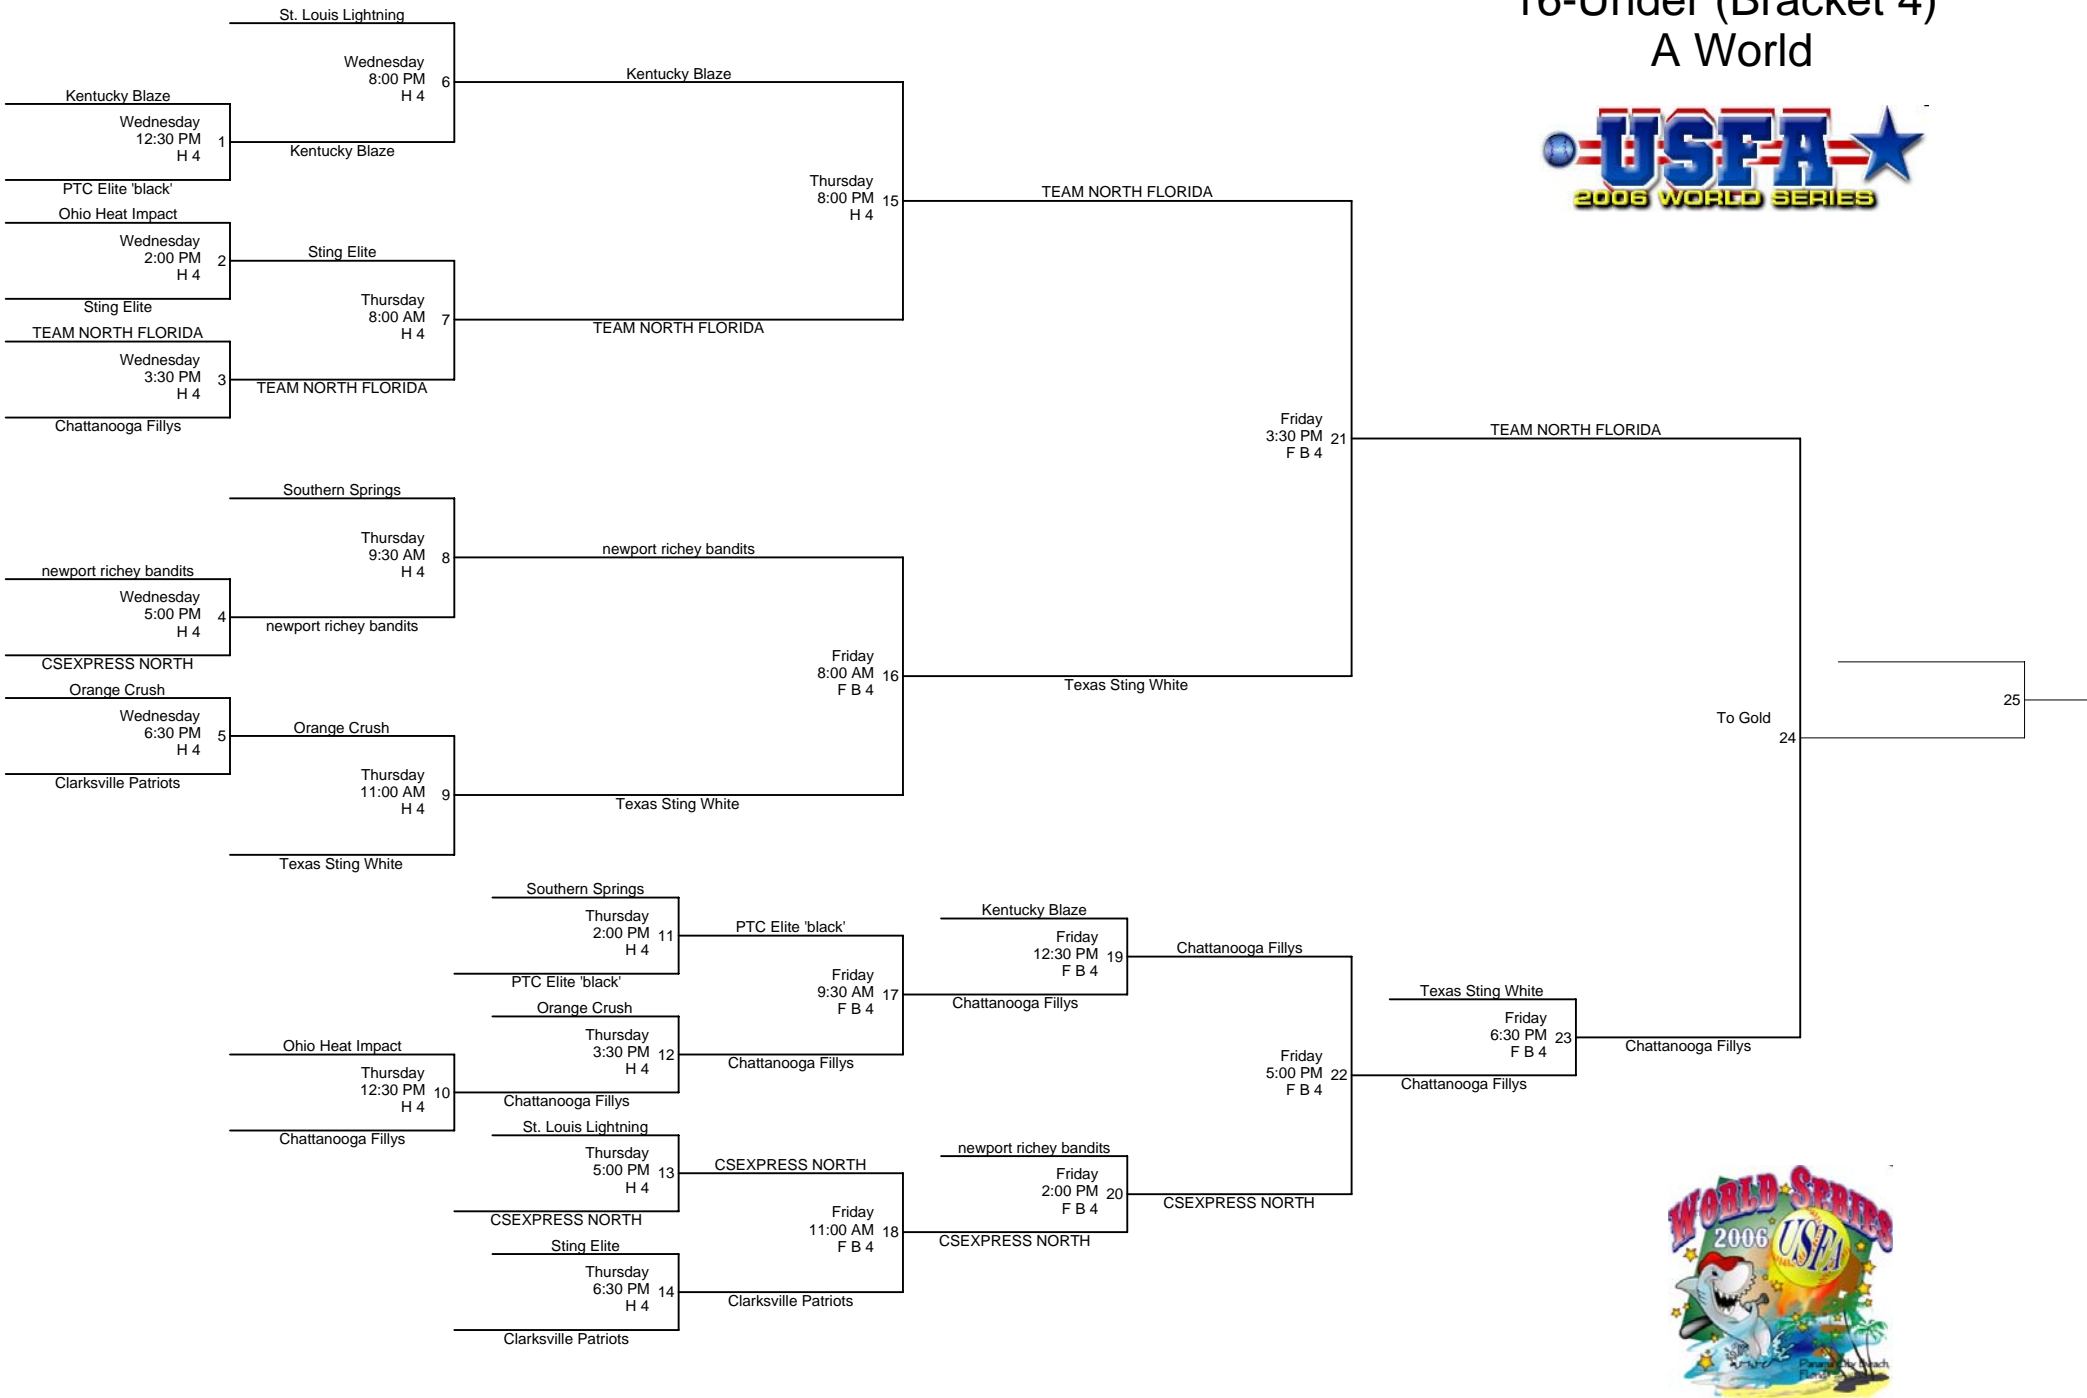 16-Under (Bracket 4)
A World
USFA
2006 WORLD SERIES
St. Louis Lightning
Wednesday
8:00 PM 6
H 4
Kentucky Blaze
Kentucky Blaze
Wednesday
12:30 PM 1
H 4
Kentucky Blaze
PTC Elite 'black'
Ohio Heat Impact
Wednesday
2:00 PM 2
H 4
Sting Elite
Sting Elite
Thursday
8:00 AM 7
H 4
TEAM NORTH FLORIDA
TEAM NORTH FLORIDA
Wednesday
3:30 PM 3
H 4
TEAM NORTH FLORIDA
Chattanooga Fillys
Thursday
8:00 PM 15
H 4
TEAM NORTH FLORIDA
Southern Springs
Thursday
9:30 AM 8
H 4
newport richey bandits
newport richey bandits
Wednesday
5:00 PM 4
H 4
newport richey bandits
CSEXPRESS NORTH
Orange Crush
Wednesday
6:30 PM 5
H 4
Orange Crush
Clarksville Patriots
Thursday
11:00 AM 9
H 4
Texas Sting White
Texas Sting White
Friday
8:00 AM 16
F B 4
Texas Sting White
Friday
3:30 PM 21
F B 4
TEAM NORTH FLORIDA
To Gold
24
25
Southern Springs
Thursday
2:00 PM 11
H 4
PTC Elite 'black'
PTC Elite 'black'
Orange Crush
Thursday
3:30 PM 12
H 4
Chattanooga Fillys
Ohio Heat Impact
Thursday
12:30 PM 10
H 4
Chattanooga Fillys
Chattanooga Fillys
Friday
9:30 AM 17
F B 4
Chattanooga Fillys
Kentucky Blaze
Friday
12:30 PM 19
F B 4
Chattanooga Fillys
St. Louis Lightning
Thursday
5:00 PM 13
H 4
CSEXPRESS NORTH
CSEXPRESS NORTH
Sting Elite
Thursday
6:30 PM 14
H 4
Clarksville Patriots
Clarksville Patriots
Friday
11:00 AM 18
F B 4
CSEXPRESS NORTH
newport richey bandits
Friday
2:00 PM 20
F B 4
CSEXPRESS NORTH
Friday
5:00 PM 22
F B 4
Chattanooga Fillys
Texas Sting White
Friday
6:30 PM 23
F B 4
Chattanooga Fillys
WORLD SERIES
2006
USFA
Panama City Beach,
Florida